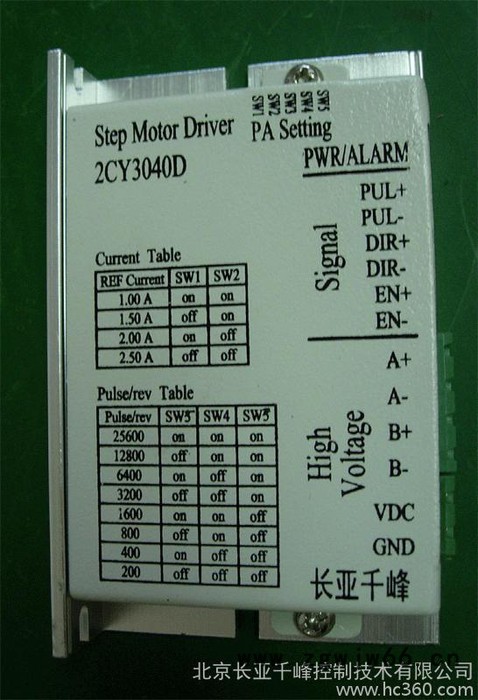 SW1 SW2 SW3 SW4 SW5
Step Motor Driver PA Setting
2CY3040D
PWR/ALARM
PUL+
PUL-
DIR+
DIR-
EN+
EN-
Signal
Current Table
REF Current SW1 SW2
1.00 A on on
1.50 A off on
2.00 A on off
2.50 A off off
A+
A-
B+
B-
VDC
GND
High
Voltage
Pulse/rev Table
Pulse/rev SW3 SW4 SW5
25600 on on on
12800 off on on
6400 on off on
3200 off off on
1600 on on off
800 off on off
400 on off off
200 off off off
长亚千峰
北京长亚千峰控制技术有限公司
www.hc360.com